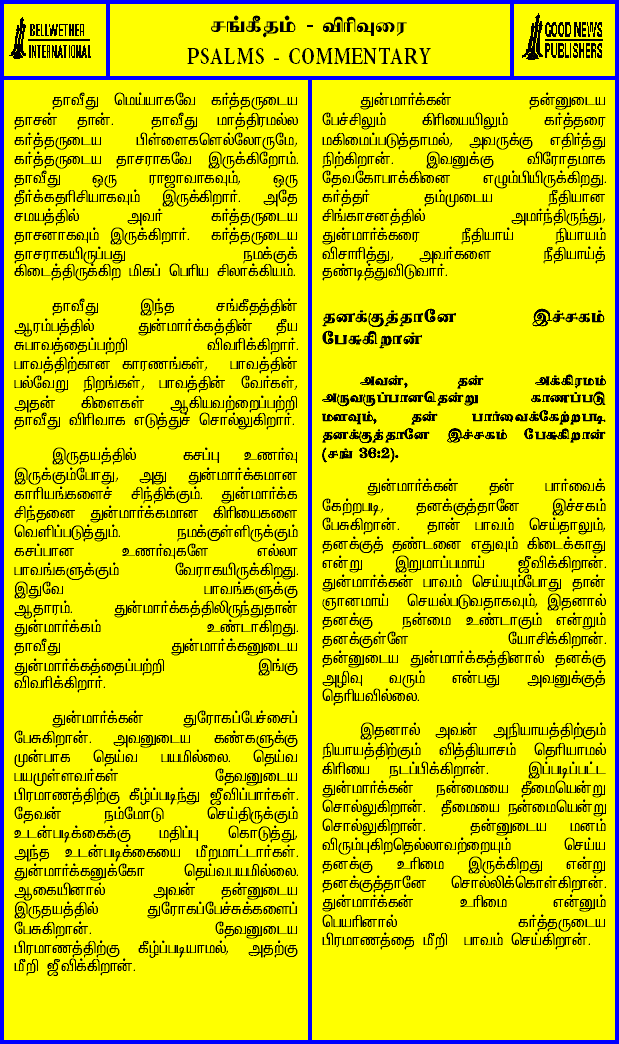 BELLWETHER
INTERNATIONAL
சங்கீதம் - விரிவுரை
PSALMS - COMMENTARY
GOOD NEWS
PUBLISHERS
தாவீது மெய்யாகவே கர்த்தருடைய
தாசன் தான். தாவீது மாத்திரமல்ல
கர்த்தருடைய பிள்ளைகளெல்லோருமே,
கர்த்தருடைய தாசராகவே இருக்கிறோம்.
தாவீது ஒரு ராஜாவாகவும், ஒரு
தீர்க்கதரிசியாகவும் இருக்கிறார். அதே
சமயத்தில் அவர் கர்த்தருடைய
தாசனாகவும் இருக்கிறார். கர்த்தருடைய
தாசராகயிருப்பது நமக்குக்
கிடைத்திருக்கிற மிகப் பெரிய சிலாக்கியம்.
தாவீது இந்த சங்கீதத்தின்
ஆரம்பத்தில் துன்மார்க்கத்தின் தீய
சுபாவத்தைப்பற்றி விவரிக்கிறார்.
பாவத்திற்கான காரணங்கள், பாவத்தின்
பல்வேறு நிறங்கள், பாவத்தின் வேர்கள்,
அதன் கிளைகள் ஆகியவற்றைப்பற்றி
தாவீது விரிவாக எடுத்துச் சொல்லுகிறார்.
இருதயத்தில் கசப்பு உணர்வு
இருக்கும்போது, அது துன்மார்க்கமான
காரியங்களைச் சிந்திக்கும். துன்மார்க்க
சிந்தனை துன்மார்க்கமான கிரியைகளை
வெளிப்படுத்தும். நமக்குள்ளிருக்கும்
கசப்பான உணர்வுகளே எல்லா
பாவங்களுக்கும் வேராகயிருக்கிறது.
இதுவே பாவங்களுக்கு
ஆதாரம். துன்மார்க்கத்திலிருந்துதான்
துன்மார்க்கம் உண்டாகிறது.
தாவீது துன்மார்க்கனுடைய
துன்மார்க்கத்தைப்பற்றி இங்கு
விவரிக்கிறார்.
துன்மார்க்கன் துரோகப்பேச்சைப்
பேசுகிறான். அவனுடைய கண்களுக்கு
முன்பாக தெய்வ பயமில்லை. தெய்வ
பயமுள்ளவர்கள் தேவனுடைய
பிரமாணத்திற்கு கீழ்ப்படிந்து ஜீவிப்பார்கள்.
தேவன் நம்மோடு செய்திருக்கும்
உடன்படிக்கைக்கு மதிப்பு கொடுத்து,
அந்த உடன்படிக்கையை மீறமாட்டார்கள்.
துன்மார்க்கனுக்கோ தெய்வபயமில்லை.
ஆகையினால் அவன் தன்னுடைய
இருதயத்தில் துரோகப்பேச்சுக்களைப்
பேசுகிறான். தேவனுடைய
பிரமாணத்திற்கு கீழ்ப்படியாமல், அதற்கு
மீறி ஜீவிக்கிறான்.
துன்மார்க்கன் தன்னுடைய
பேச்சிலும் கிரியையிலும் கர்த்தரை
மகிமைப்படுத்தாமல், அவருக்கு எதிர்த்து
நிற்கிறான். இவனுக்கு விரோதமாக
தேவகோபாக்கினை எழும்பியிருக்கிறது.
கர்த்தர் தம்முடைய நீதியான
சிங்காசனத்தில் அமர்ந்திருந்து,
துன்மார்க்கரை நீதியாய் நியாயம்
விசாரித்து, அவர்களை நீதியாய்த்
தண்டித்துவிடுவார்.
தனக்குத்தானே இச்சகம்
பேசுகிறான்
அவன், தன் அக்கிரமம்
அருவருப்பானதென்று காணப்படு
மளவும், தன் பார்வைக்கேற்றபடி
தனக்குத்தானே இச்சகம் பேசுகிறான்
(சங் 36:2).
துன்மார்க்கன் தன் பார்வைக்
கேற்றபடி, தனக்குத்தானே இச்சகம்
பேசுகிறான். தான் பாவம் செய்தாலும்,
தனக்குத் தண்டனை எதுவும் கிடைக்காது
என்று இறுமாப்பமாய் ஜீவிக்கிறான்.
துன்மார்க்கன் பாவம் செய்யும்போது தான்
ஞானமாய் செயல்படுவதாகவும், இதனால்
தனக்கு நன்மை உண்டாகும் என்றும்
தனக்குள்ளே யோசிக்கிறான்.
தன்னுடைய துன்மார்க்கத்தினால் தனக்கு
அழிவு வரும் என்பது அவனுக்குத்
தெரியவில்லை.
இதனால் அவன் அநியாயத்திற்கும்
நியாயத்திற்கும் வித்தியாசம் தெரியாமல்
கிரியை நடப்பிக்கிறான். இப்படிப்பட்ட
துன்மார்க்கன் நன்மையை தீமையென்று
சொல்லுகிறான். தீமையை நன்மையென்று
சொல்லுகிறான். தன்னுடைய மனம்
விரும்புகிறதெல்லாவற்றையும் செய்ய
தனக்கு உரிமை இருக்கிறது என்று
தனக்குத்தானே சொல்லிக்கொள்கிறான்.
துன்மார்க்கன் உரிமை என்னும்
பெயரினால் கர்த்தருடைய
பிரமாணத்தை மீறி பாவம் செய்கிறான்.